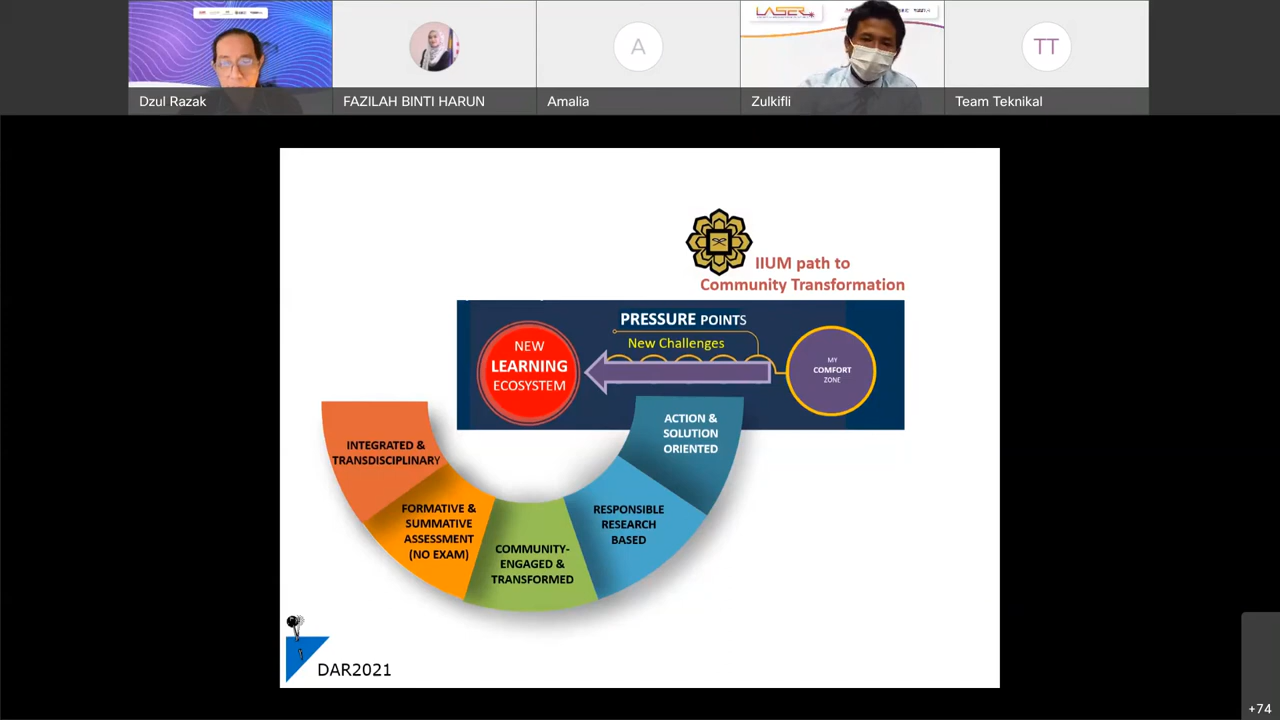 LASER
Dzul Razak
FAZILAH BINTI HARUN
A
Amalia
Zulkifli
TT
Team Teknikal
IIUM path to
Community Transformation
PRESSURE POINTS
New Challenges
NEW
LEARNING
ECOSYSTEM
MY
COMFORT
ZONE
INTEGRATED &
TRANSDISCIPLINARY
FORMATIVE &
SUMMATIVE
ASSESSMENT
(NO EXAM)
COMMUNITY-
ENGAGED &
TRANSFORMED
RESPONSIBLE
RESEARCH
BASED
ACTION &
SOLUTION
ORIENTED
DAR2021
+74